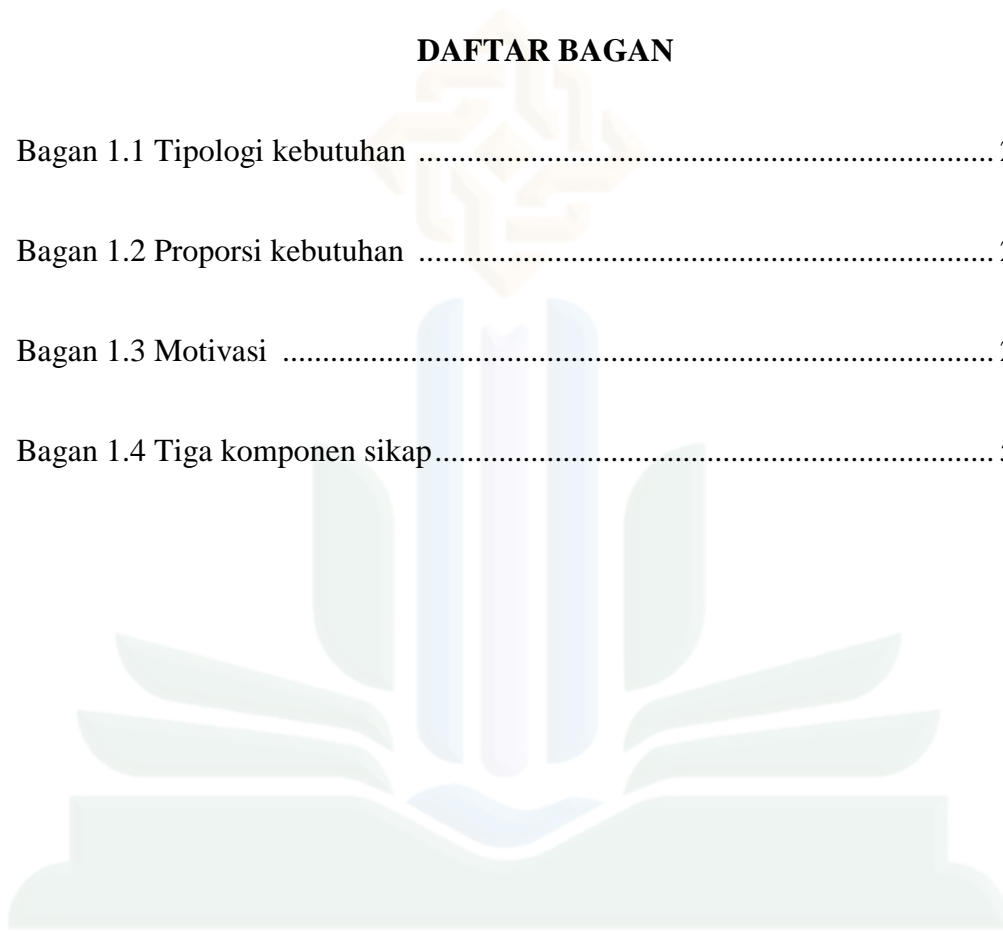 DAFTAR BAGAN
Bagan 1.1 Tipologi kebutuhan ........................................................................
Bagan 1.2 Proporsi kebutuhan ........................................................................
Bagan 1.3 Motivasi .........................................................................................
Bagan 1.4 Tiga komponen sikap......................................................................